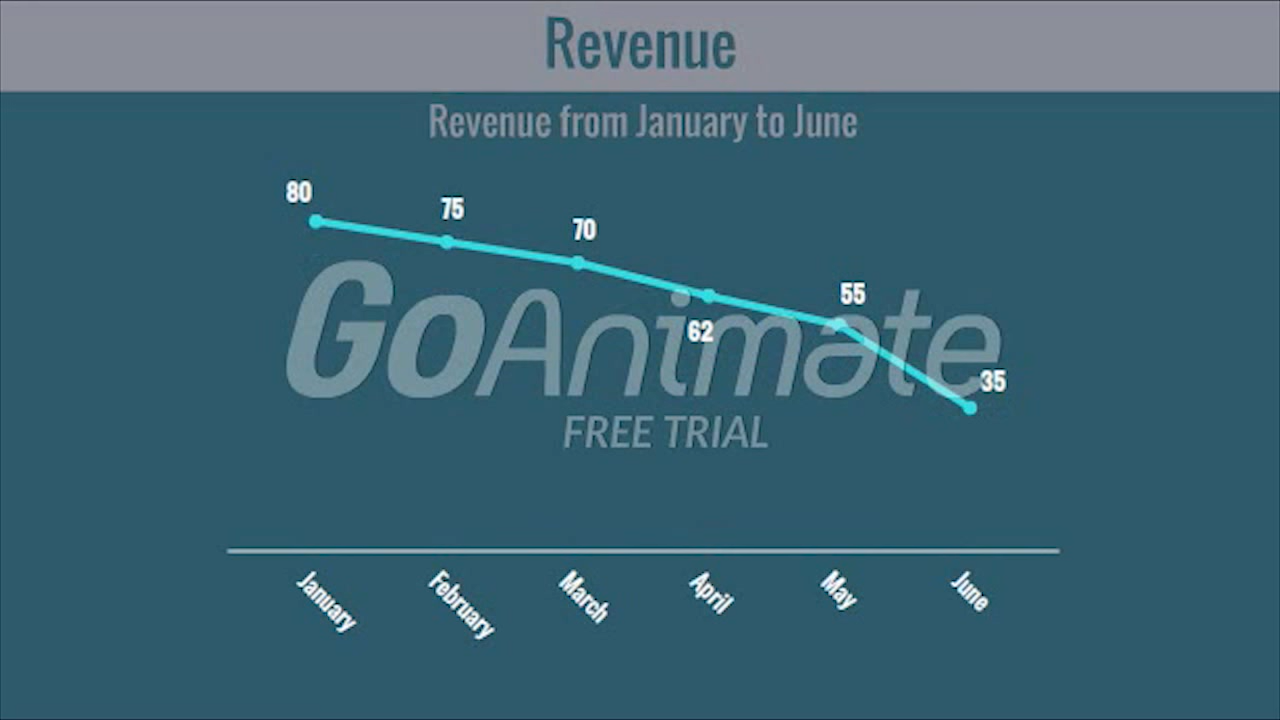 Revenue
Revenue from January to June
80
75
70
62
55
35
GoAnimate
FREE TRIAL
January
February
March
April
May
June